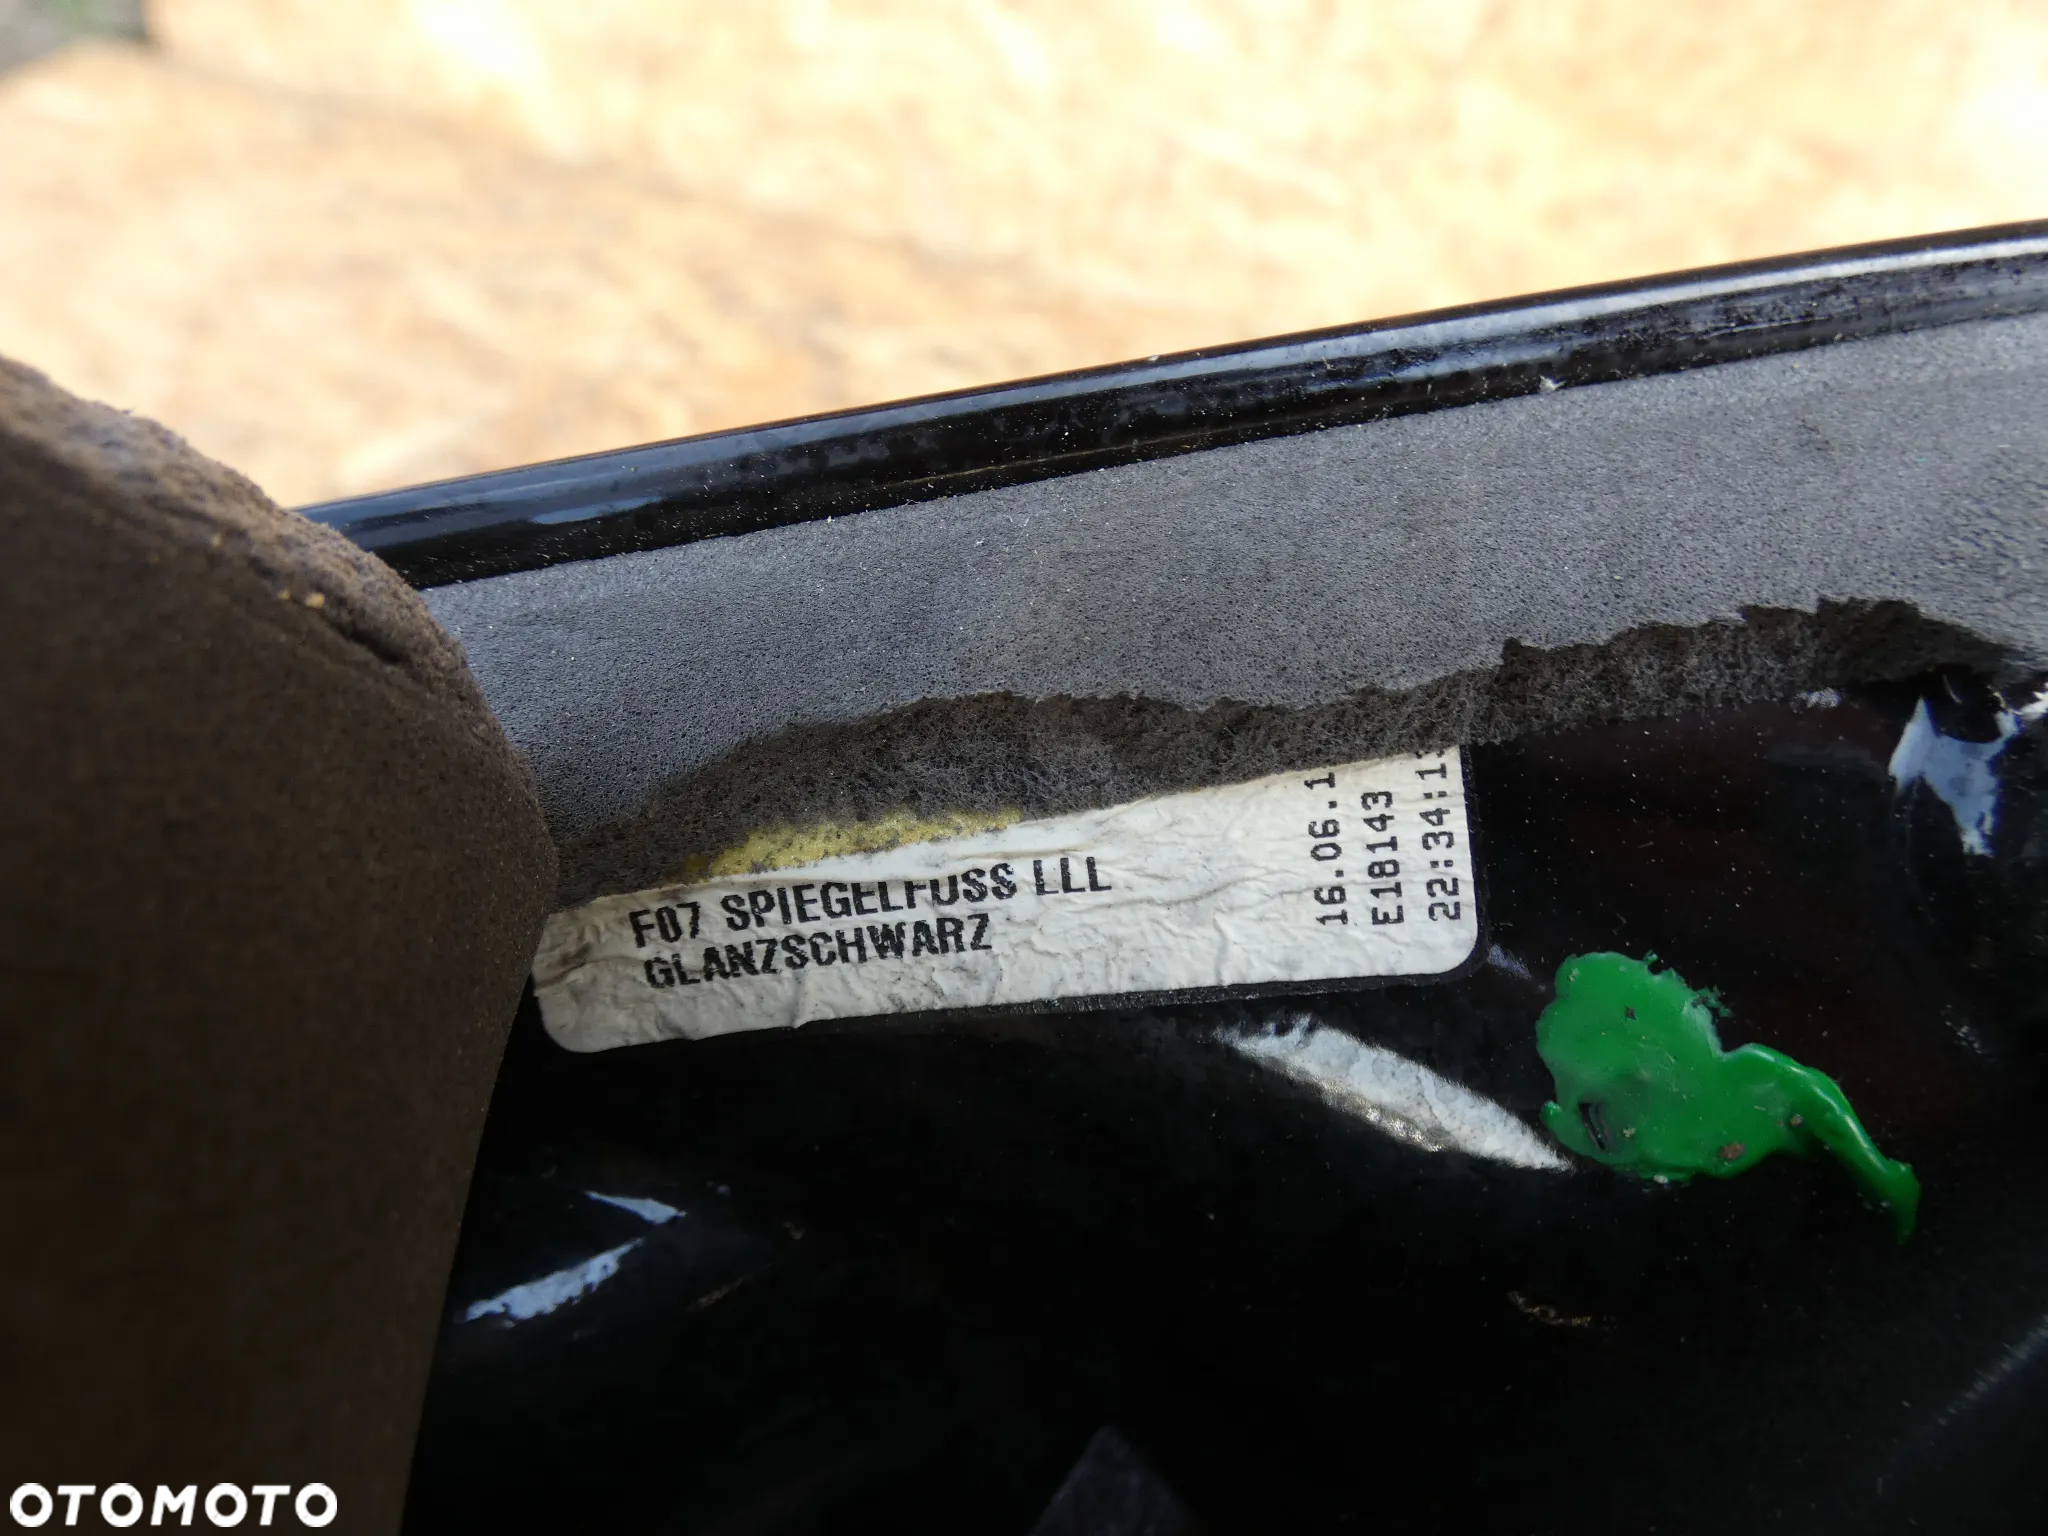 F07 SPIEGELFUSS LLL
GLANZSCHWARZ
16.06.1
E18143
22:34:1
OTOMOTO